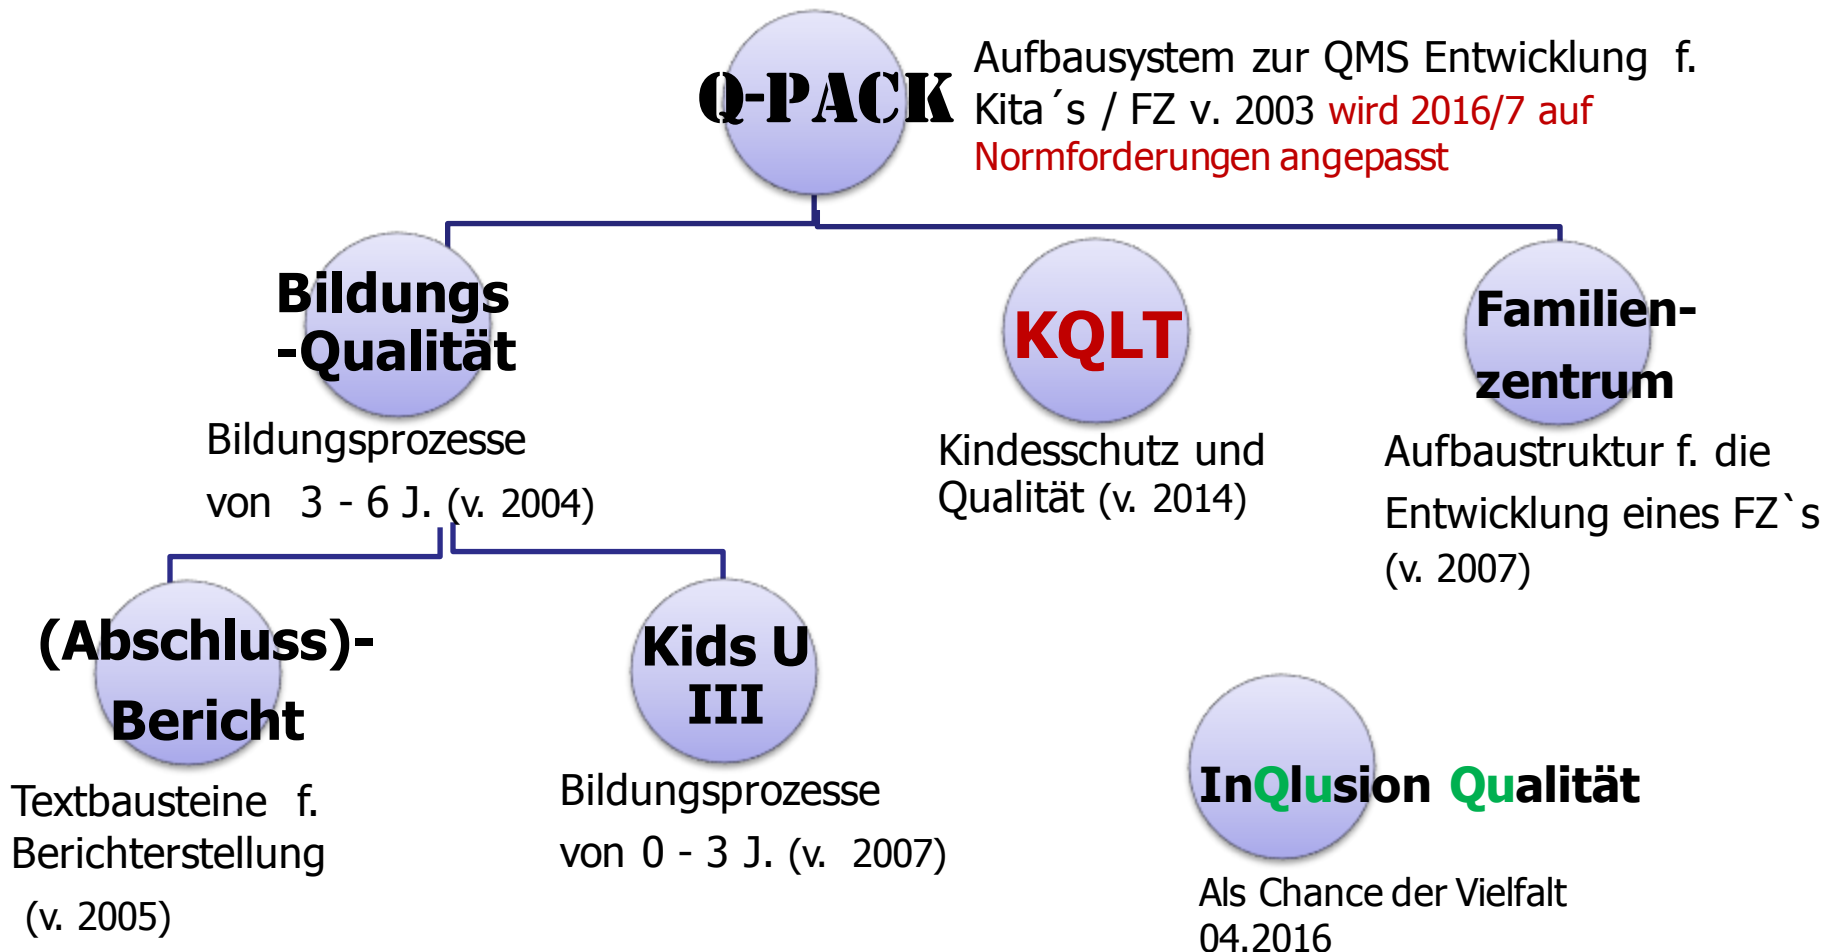 Q-PACK
Aufbausystem zur QMS Entwicklung f.
Kita´s / FZ v. 2003 wird 2016/7 auf
Normforderungen angepasst
Bildungs
-Qualität
Bildungsprozesse
von 3 - 6 J. (v. 2004)
KQLT
Kindesschutz und
Qualität (v. 2014)
Familien-
zentrum
Aufbaustruktur f. die
Entwicklung eines FZ`s
(v. 2007)
(Abschluss)-
Bericht
Textbausteine f.
Berichterstellung
(v. 2005)
Kids U
III
Bildungsprozesse
von 0 - 3 J. (v. 2007)
InQlusion Qualität
Als Chance der Vielfalt
04.2016